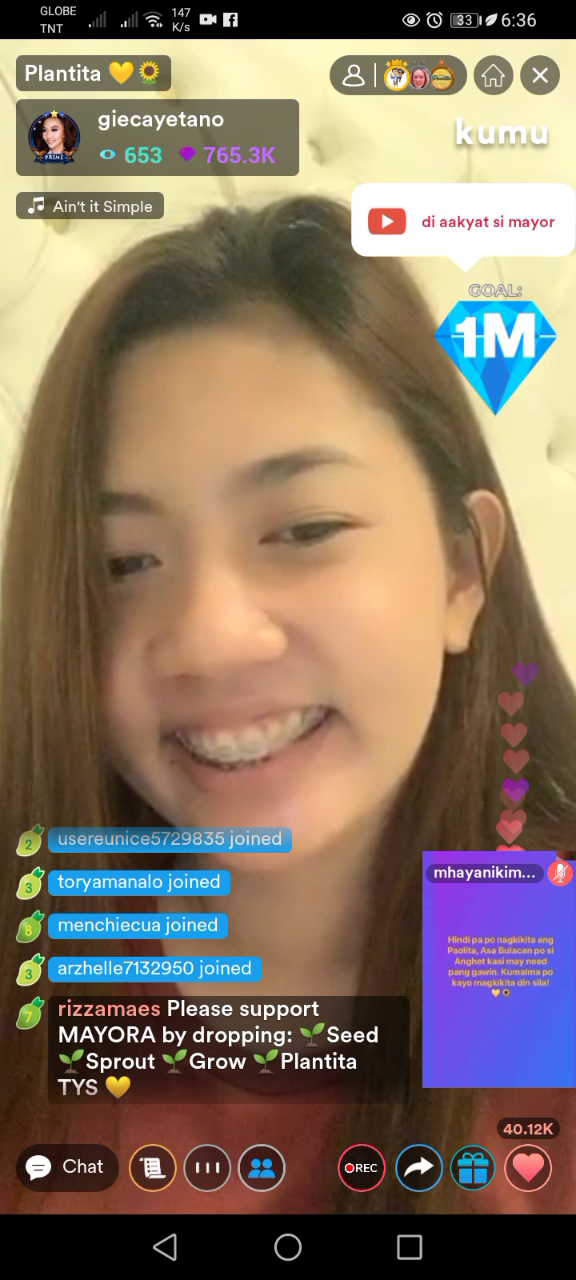 GLOBE
TNT
147
K/s
33
6:36
Plantita 💛🌻
giecayetano
PRIME
653
765.3K
kumu
Ain't it Simple
di aakyat si mayor
GOAL:
1M
2 usereunice5729835 joined
3 toryamanalo joined
8 menchiecua joined
3 arzhelle7132950 joined
7 rizzamaes Please support
MAYORA by dropping: 🌱Seed
🌱Sprout 🌱Grow 🌱Plantita
TYS 💛
mhayanikim...
Hindi pa po nagkikita ang
Paolita, Asa Bulacan po si
Anghet kasi may need
pang gawin. Kumalma po
kayo magkikita din sila!
💛🌻
40.12K
Chat
REC